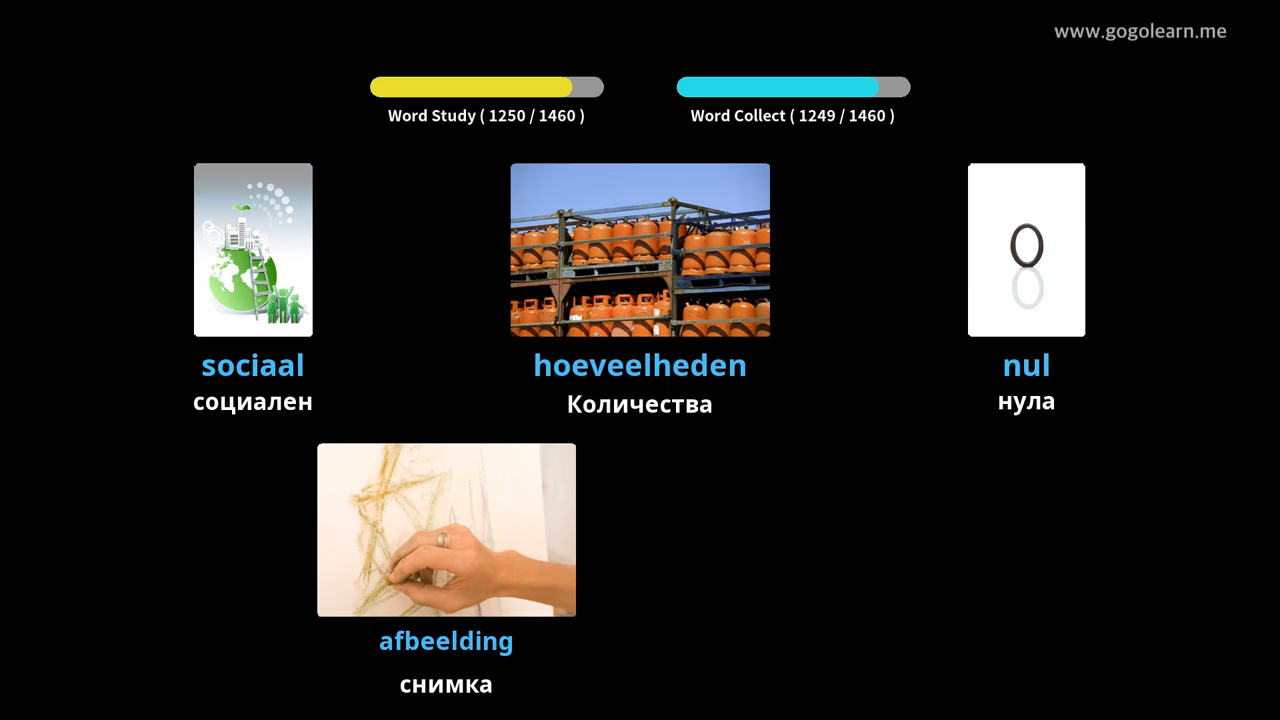 www.gogolearn.me
Word Study ( 1250 / 1460 )
Word Collect ( 1249 / 1460 )
sociaal
социален
hoeveelheden
Количества
nul
нула
afbeelding
снимка